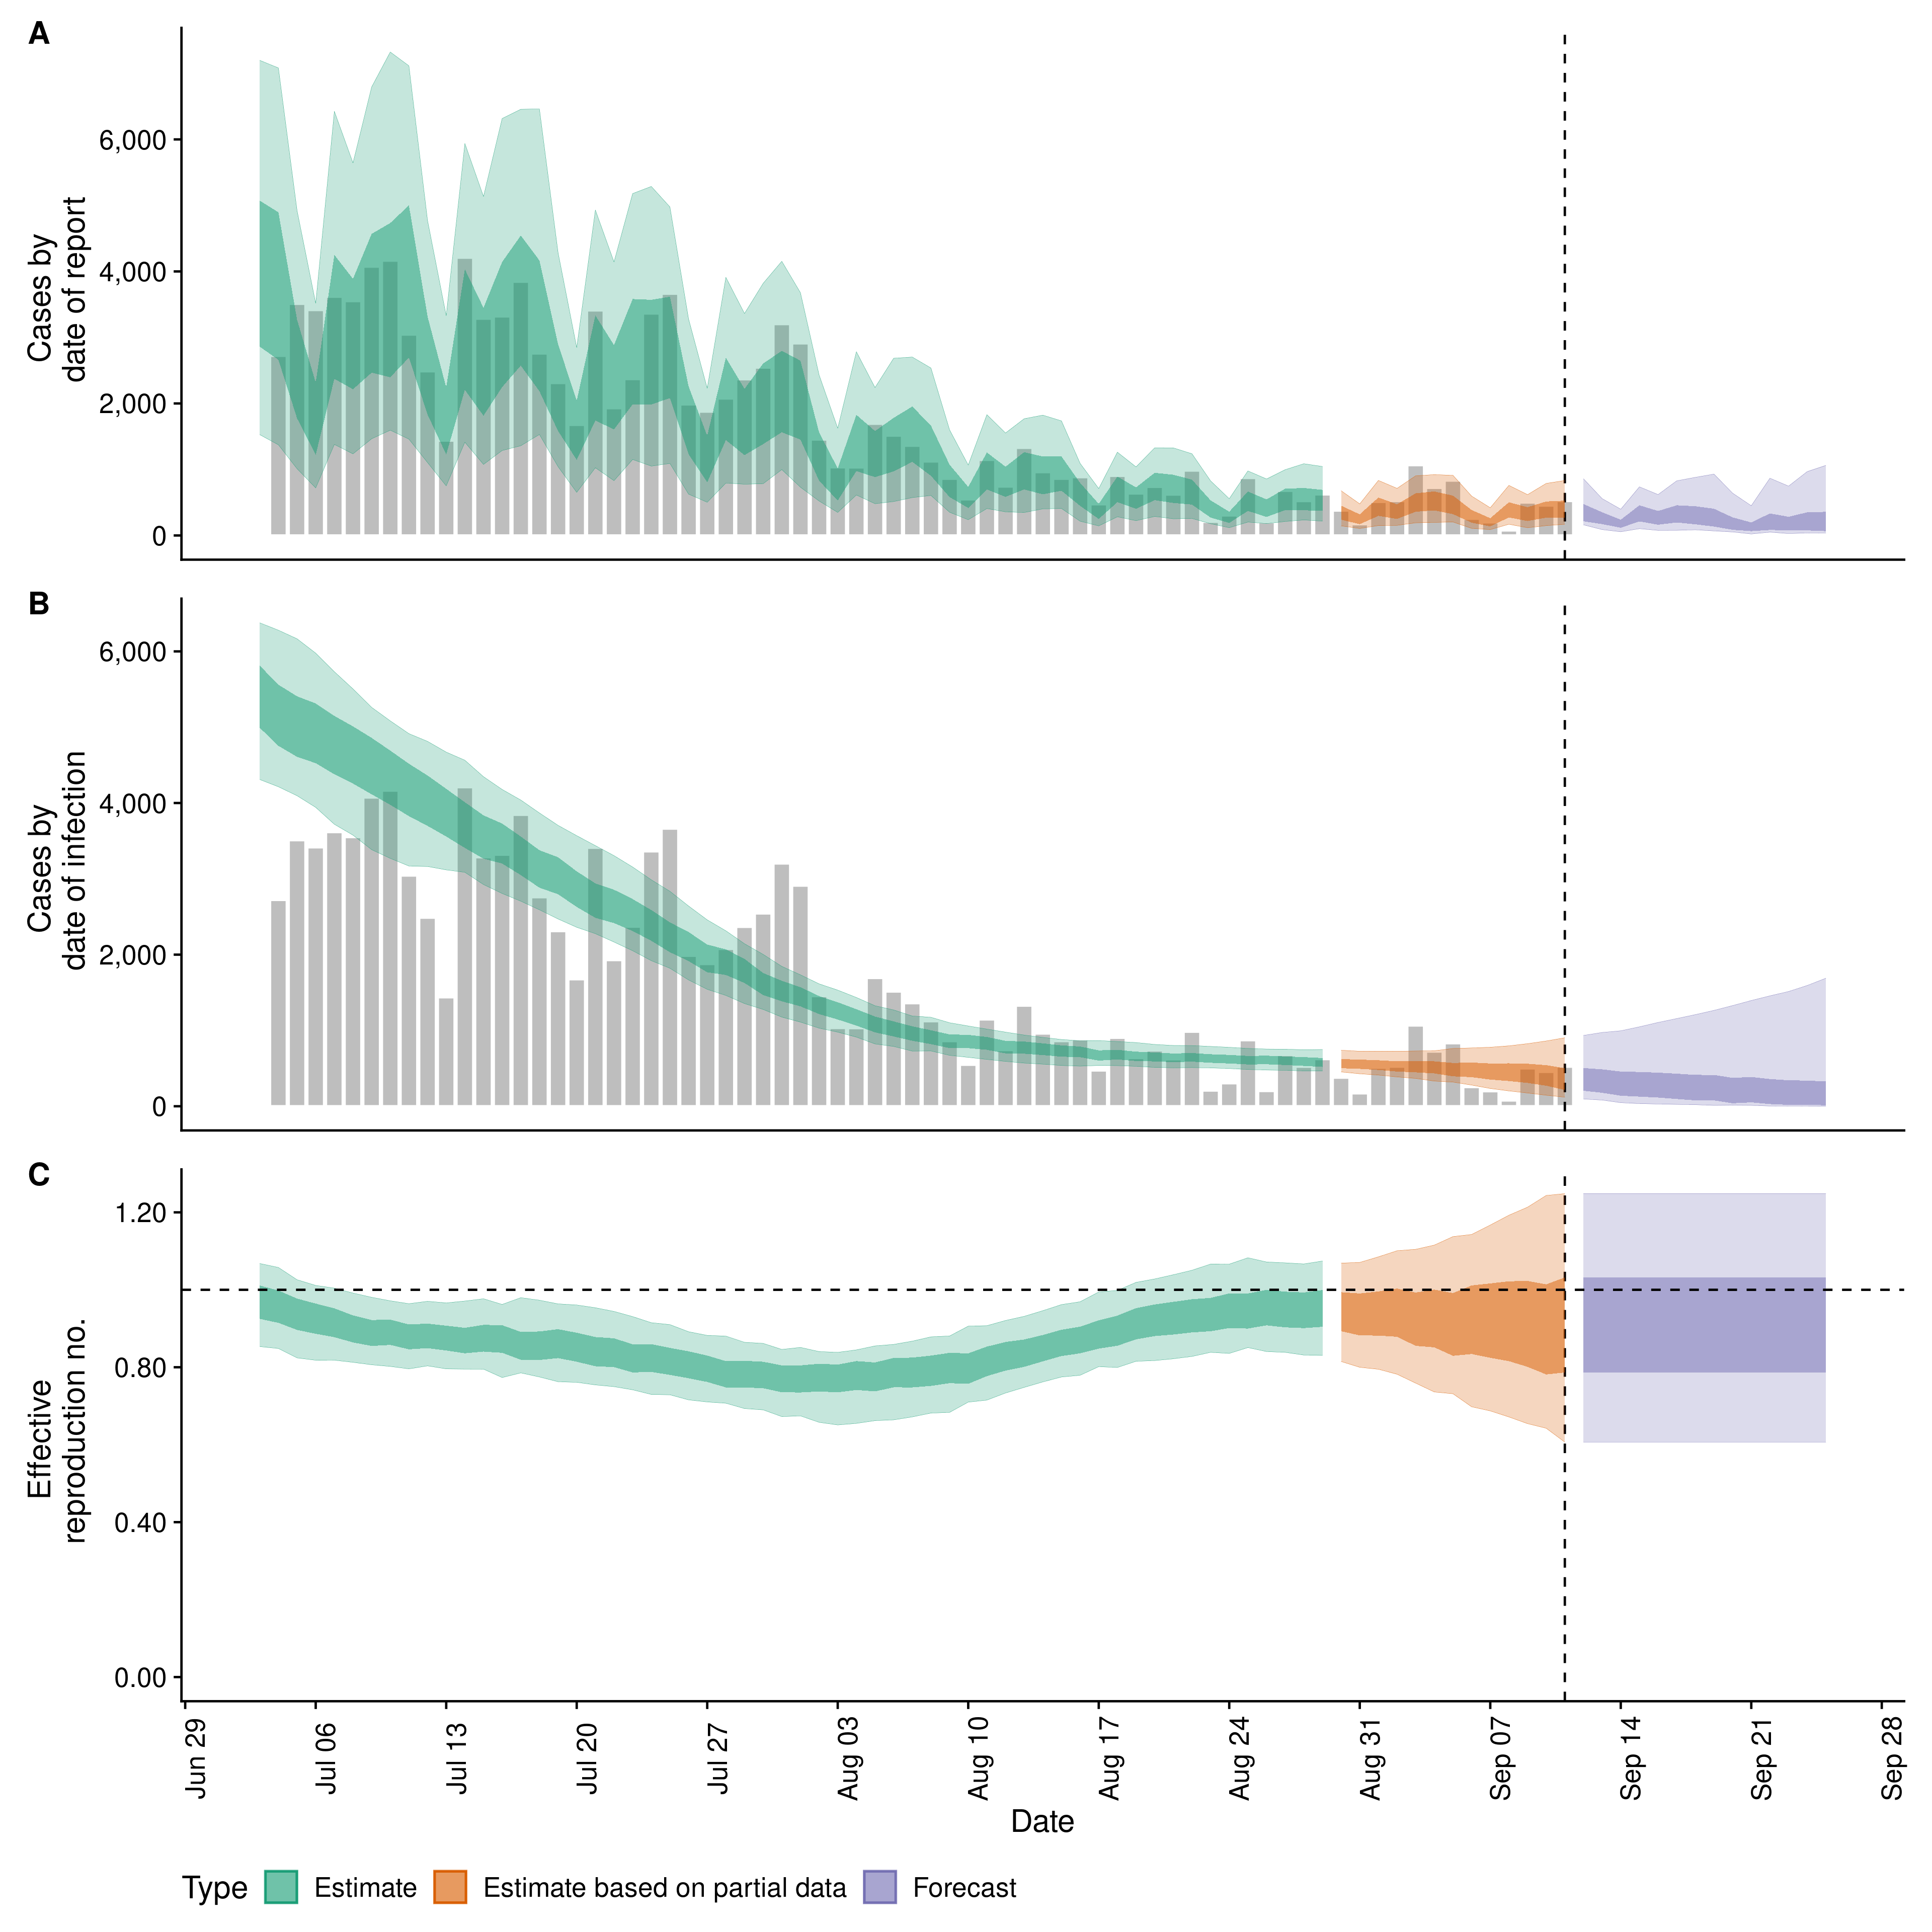 A
Cases by
date of report
6,000
4,000
2,000
0
B
Cases by
date of infection
6,000
4,000
2,000
0
C
Effective
reproduction no.
1.20
0.80
0.40
0.00
Jun 29
Jul 06
Jul 13
Jul 20
Jul 27
Aug 03
Aug 10
Aug 17
Aug 24
Aug 31
Sep 07
Sep 14
Sep 21
Sep 28
Date
Type Estimate Estimate based on partial data Forecast